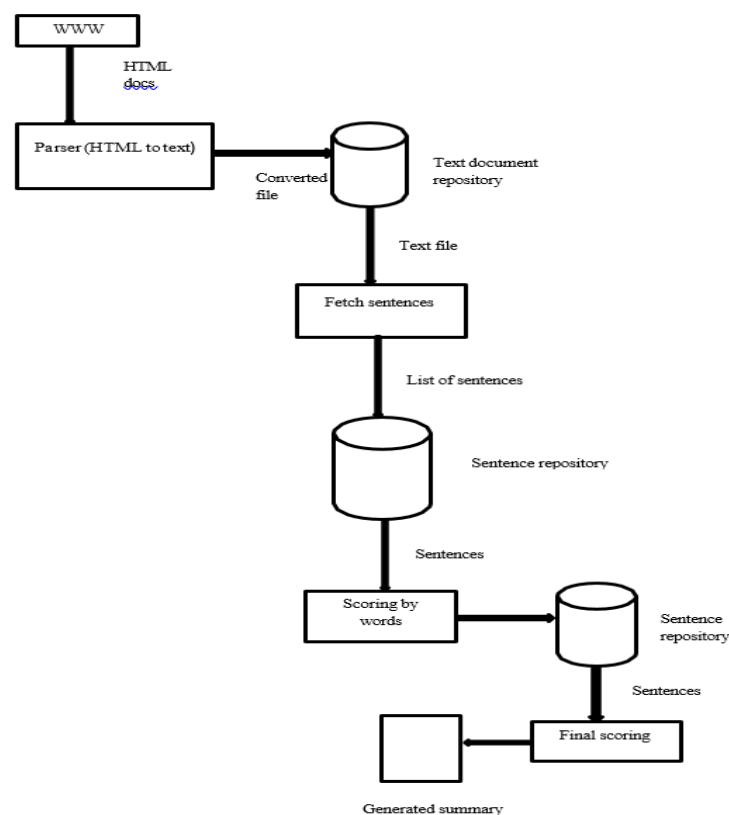 WWW
HTML
docs
Parser (HTML to text)
Converted
file
Text document
repository
Text file
Fetch sentences
List of sentences
Sentence repository
Sentences
Scoring by
words
Sentence
repository
Sentences
Final scoring
Generated summary